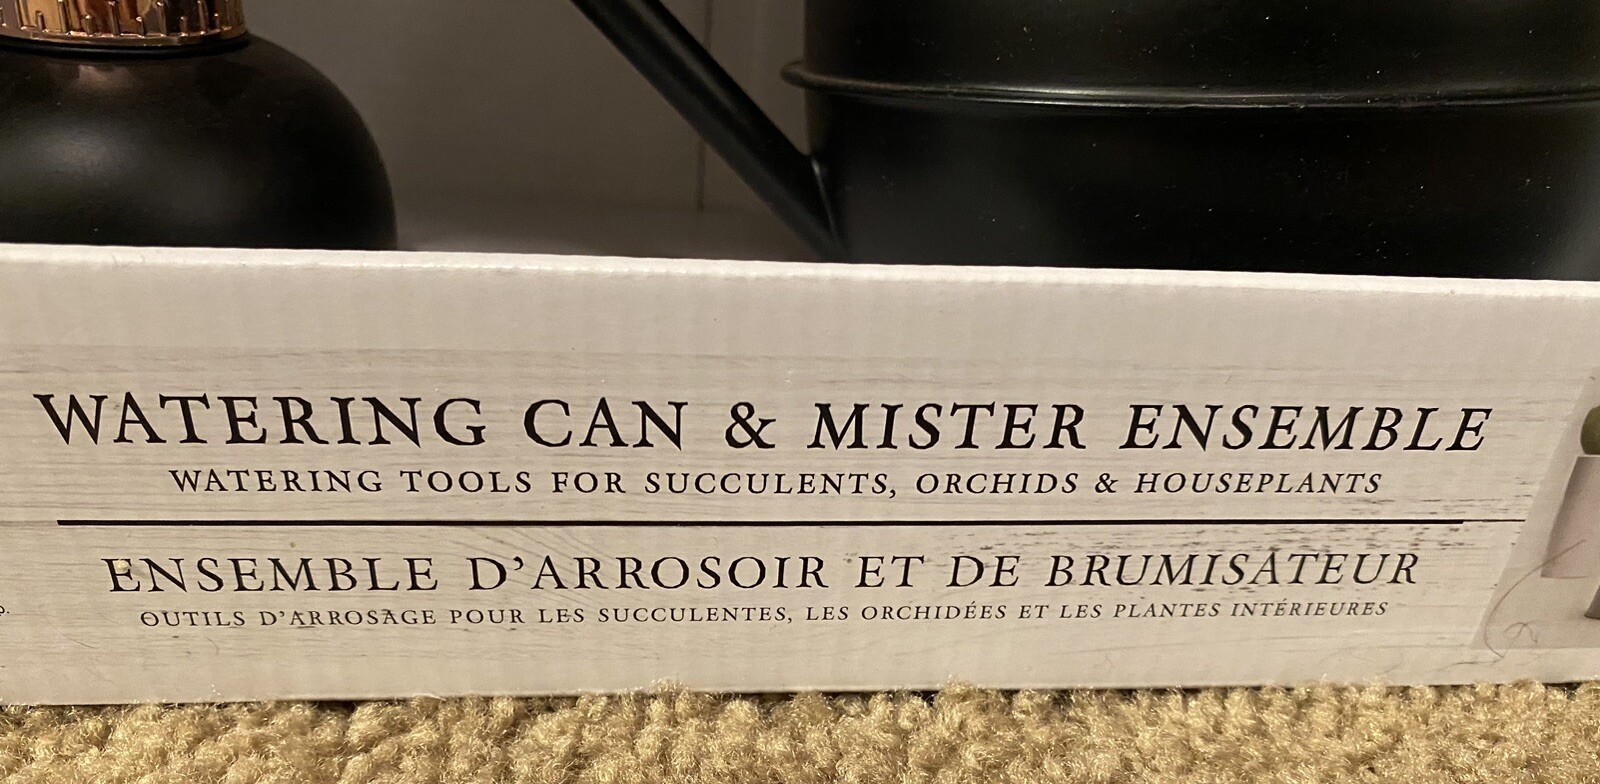 WATERING CAN & MISTER ENSEMBLE
WATERING TOOLS FOR SUCCULENTS, ORCHIDS & HOUSEPLANTS
ENSEMBLE D'ARROSOIR ET DE BRUMISATEUR
OUTILS D'ARROSAGE POUR LES SUCCULENTES, LES ORCHIDÉES ET LES PLANTES INTÉRIEURES